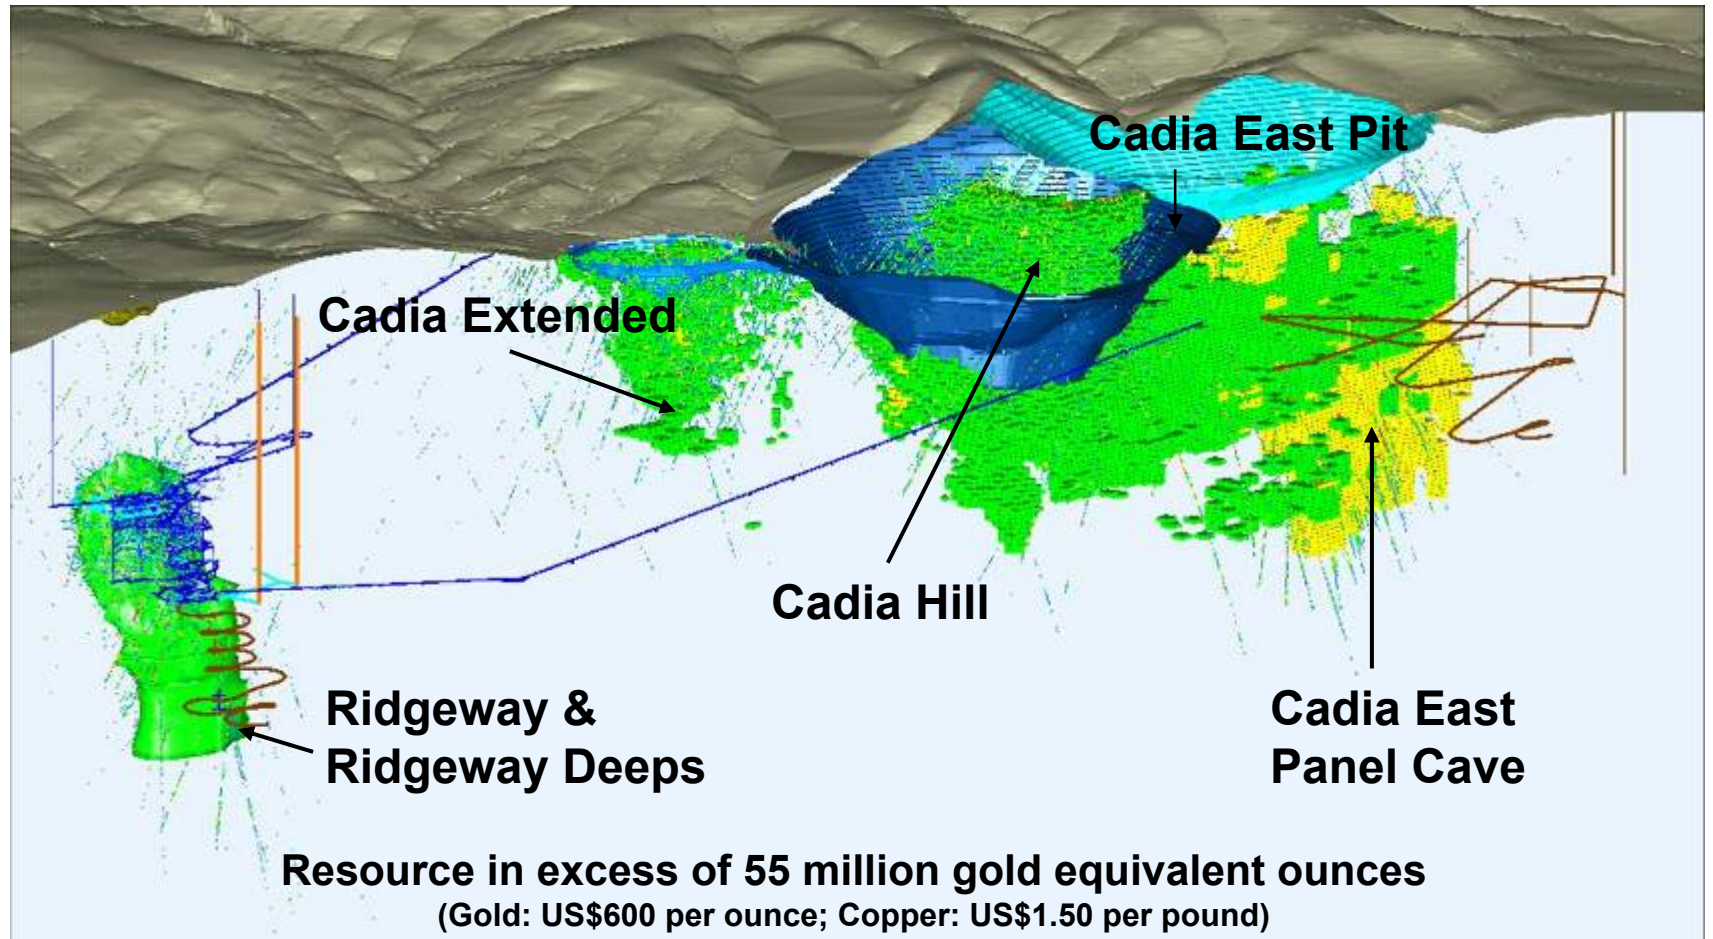 Cadia East Pit
Cadia Extended
Cadia Hill
Ridgeway &
Ridgeway Deeps
Cadia East
Panel Cave
Resource in excess of 55 million gold equivalent ounces
(Gold: US$600 per ounce; Copper: US$1.50 per pound)